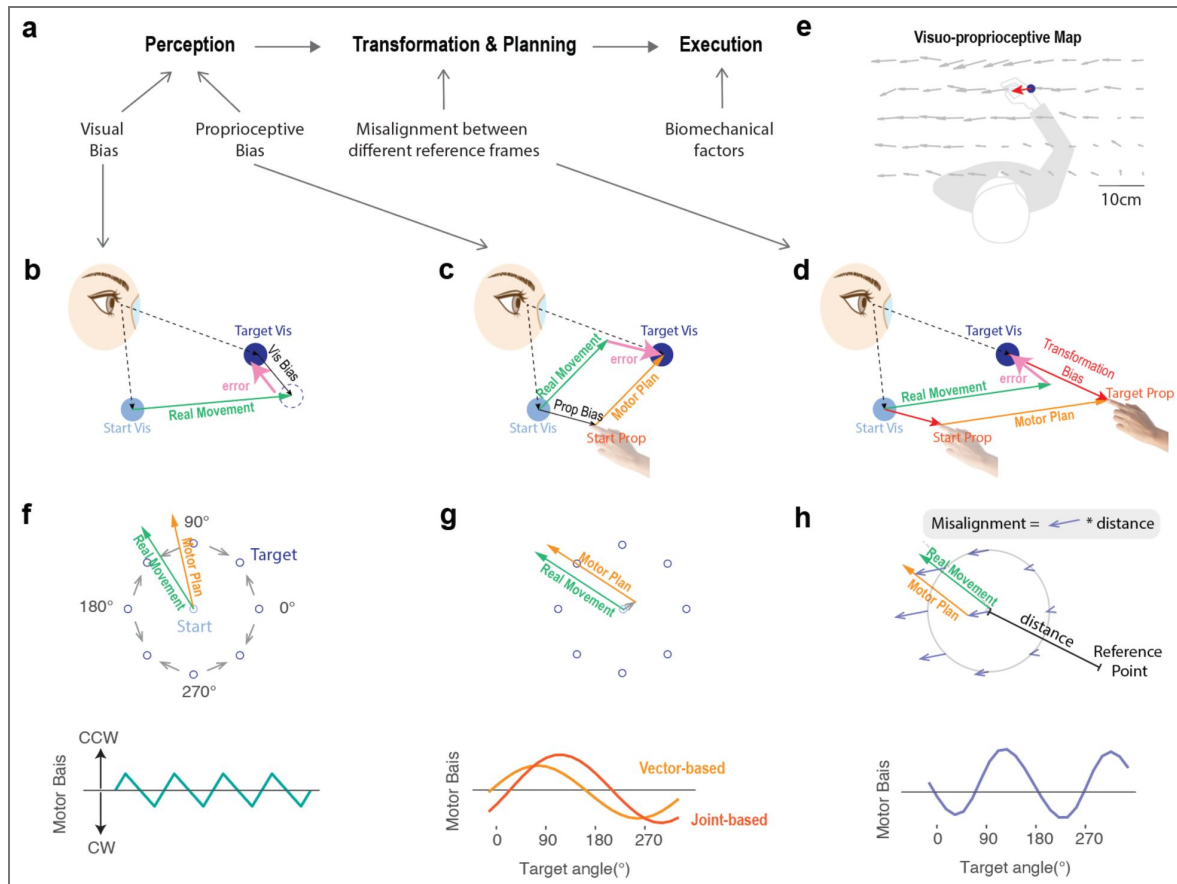 a
Perception
Transformation & Planning
Execution
Visual
Bias
Proprioceptive
Bias
Misalignment between
different reference frames
Biomechanical
factors
e
Visuo-proprioceptive Map
10cm
b
Target Vis
Vis Bias
error
Real Movement
Start Vis
c
Target Vis
Real Movement
error
Motor Plan
Prop Bias
Start Vis
Start Prop
d
Target Vis
Transformation
Bias
error
Real Movement
Target Prop
Motor Plan
Start Vis
Start Prop
f
90°
Target
Real Movement
Motor Plan
180°
0°
Start
270°
CCW
Motor Bais
CW
g
Motor Plan
Real Movement
Motor Bais
Vector-based
Joint-based
0
90
180
270
Target angle(°)
h
Misalignment = * distance
Real Movement
Motor Plan
distance
Reference
Point
Motor Bais
0
90
180
270
Target angle(°)